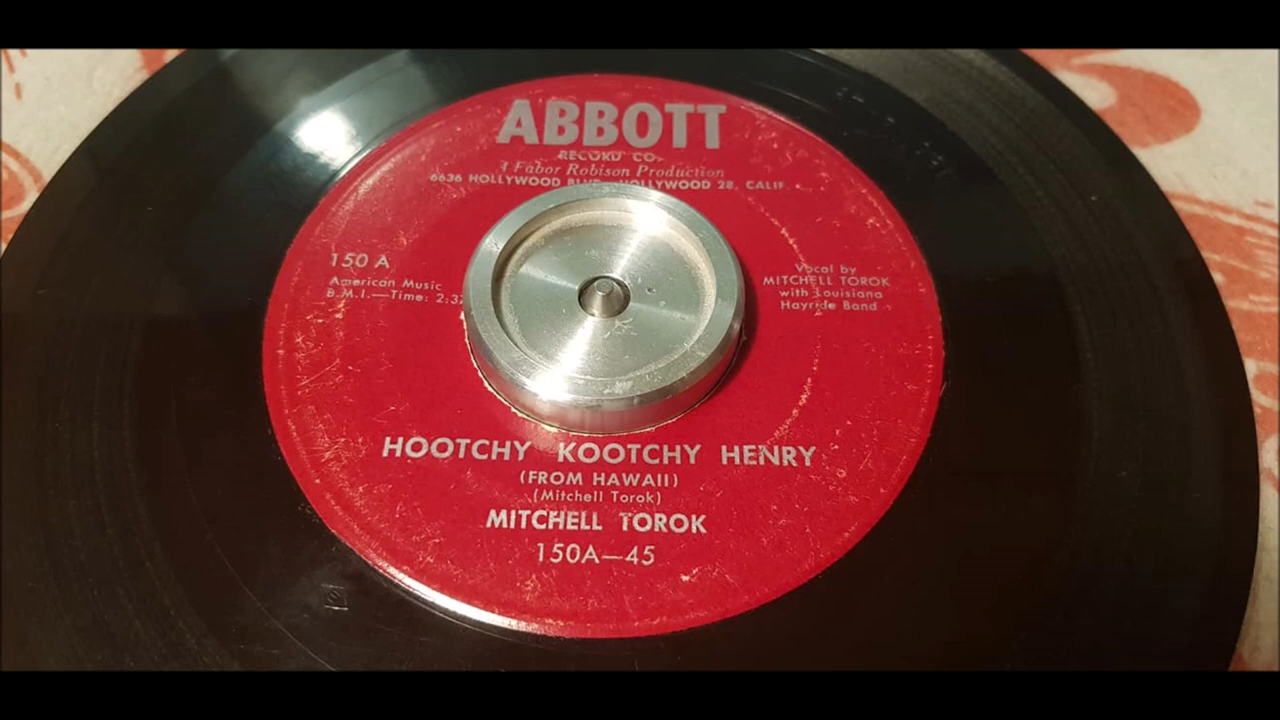 ABBOTT
RECORD CO.
A Fabor Robison Production
6636 HOLLYWOOD BLVD., HOLLYWOOD 28, CALIF.
150 A
American Music
B.M.I.—Time: 2:37
Vocal by
MITCHELL TOROK
with Louisiana
Hayride Band
HOOTCHY KOOTCHY HENRY
(FROM HAWAII)
(Mitchell Torok)
MITCHELL TOROK
150A—45